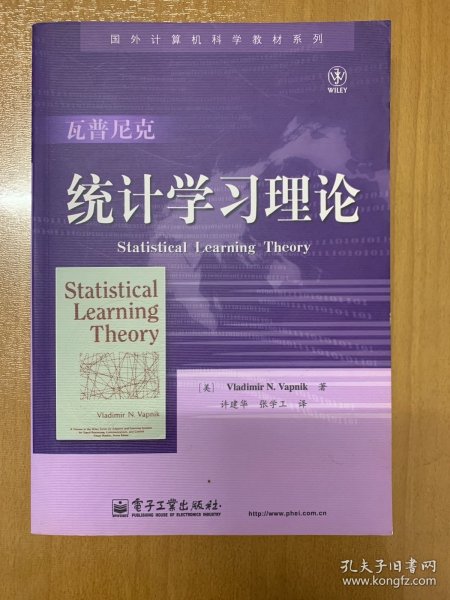 国外计算机科学教材系列
WILEY
瓦普尼克
统计学习理论
Statistical Learning Theory
Statistical
Learning
Theory
Vladimir N. Vapnik
[美] Vladimir N. Vapnik 著
许建华 张学工 译
電子工業出版社
PUBLISHING HOUSE OF ELECTRONICS INDUSTRY
http://www.phei.com.cn
孔夫子旧书网
www.kongfz.com